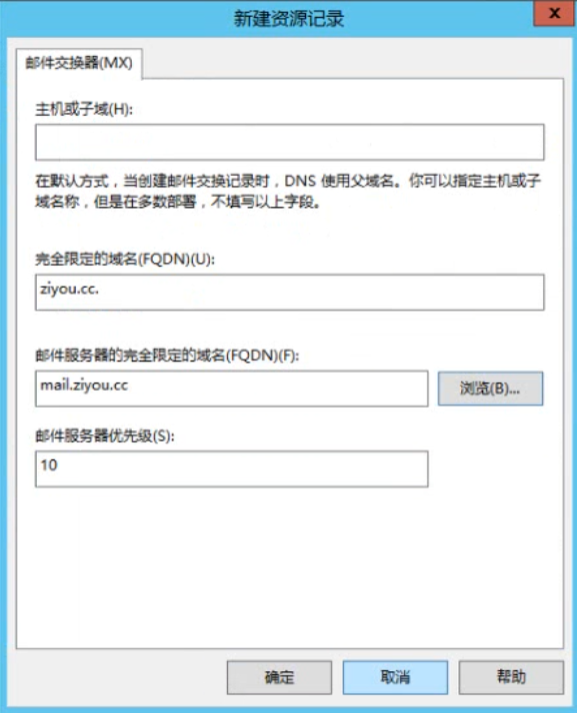 新建资源记录
x
邮件交换器(MX)
主机或子域(H):
在默认方式，当创建邮件交换记录时，DNS 使用父域名。你可以指定主机或子
域名称，但是在多数部署，不填写以上字段。
完全限定的域名(FQDN)(U):
ziyou.cc.
邮件服务器的完全限定的域名(FQDN)(F):
mail.ziyou.cc
浏览(B)...
邮件服务器优先级(S):
10
确定
取消
帮助